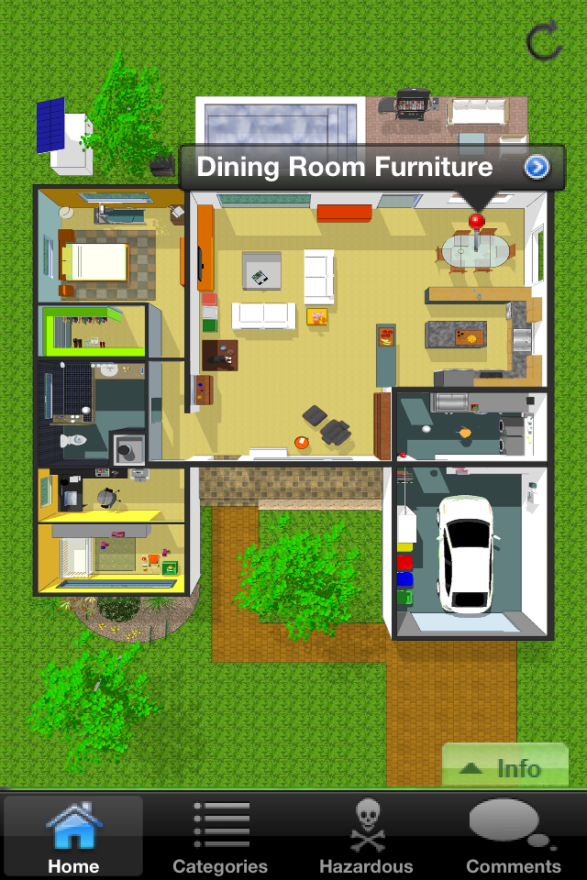 Dining Room Furniture
Info
Home
Categories
Hazardous
Comments